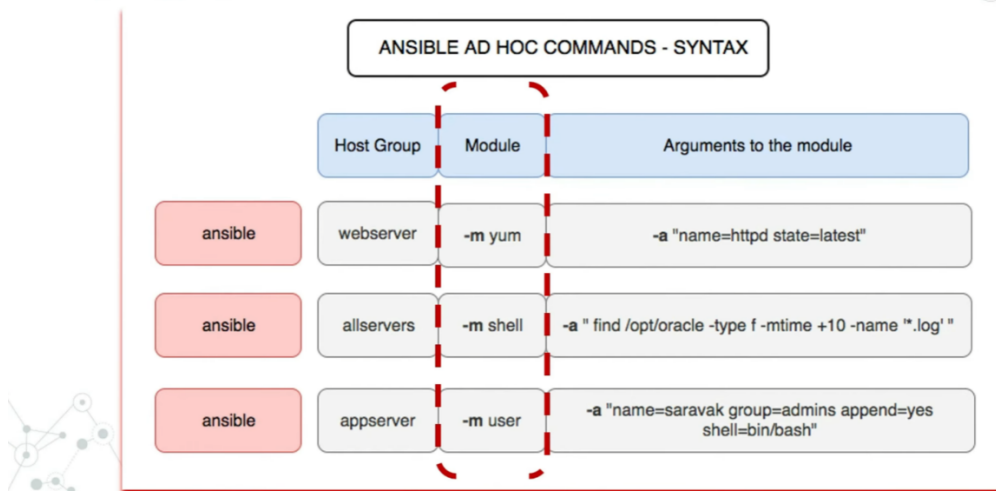 ANSIBLE AD HOC COMMANDS - SYNTAX
Host Group Module Arguments to the module
ansible webserver -m yum -a "name=httpd state=latest"
ansible allservers -m shell -a " find /opt/oracle -type f -mtime +10 -name '*.log' "
ansible appserver -m user -a "name=saravak group=admins append=yes
shell=bin/bash"